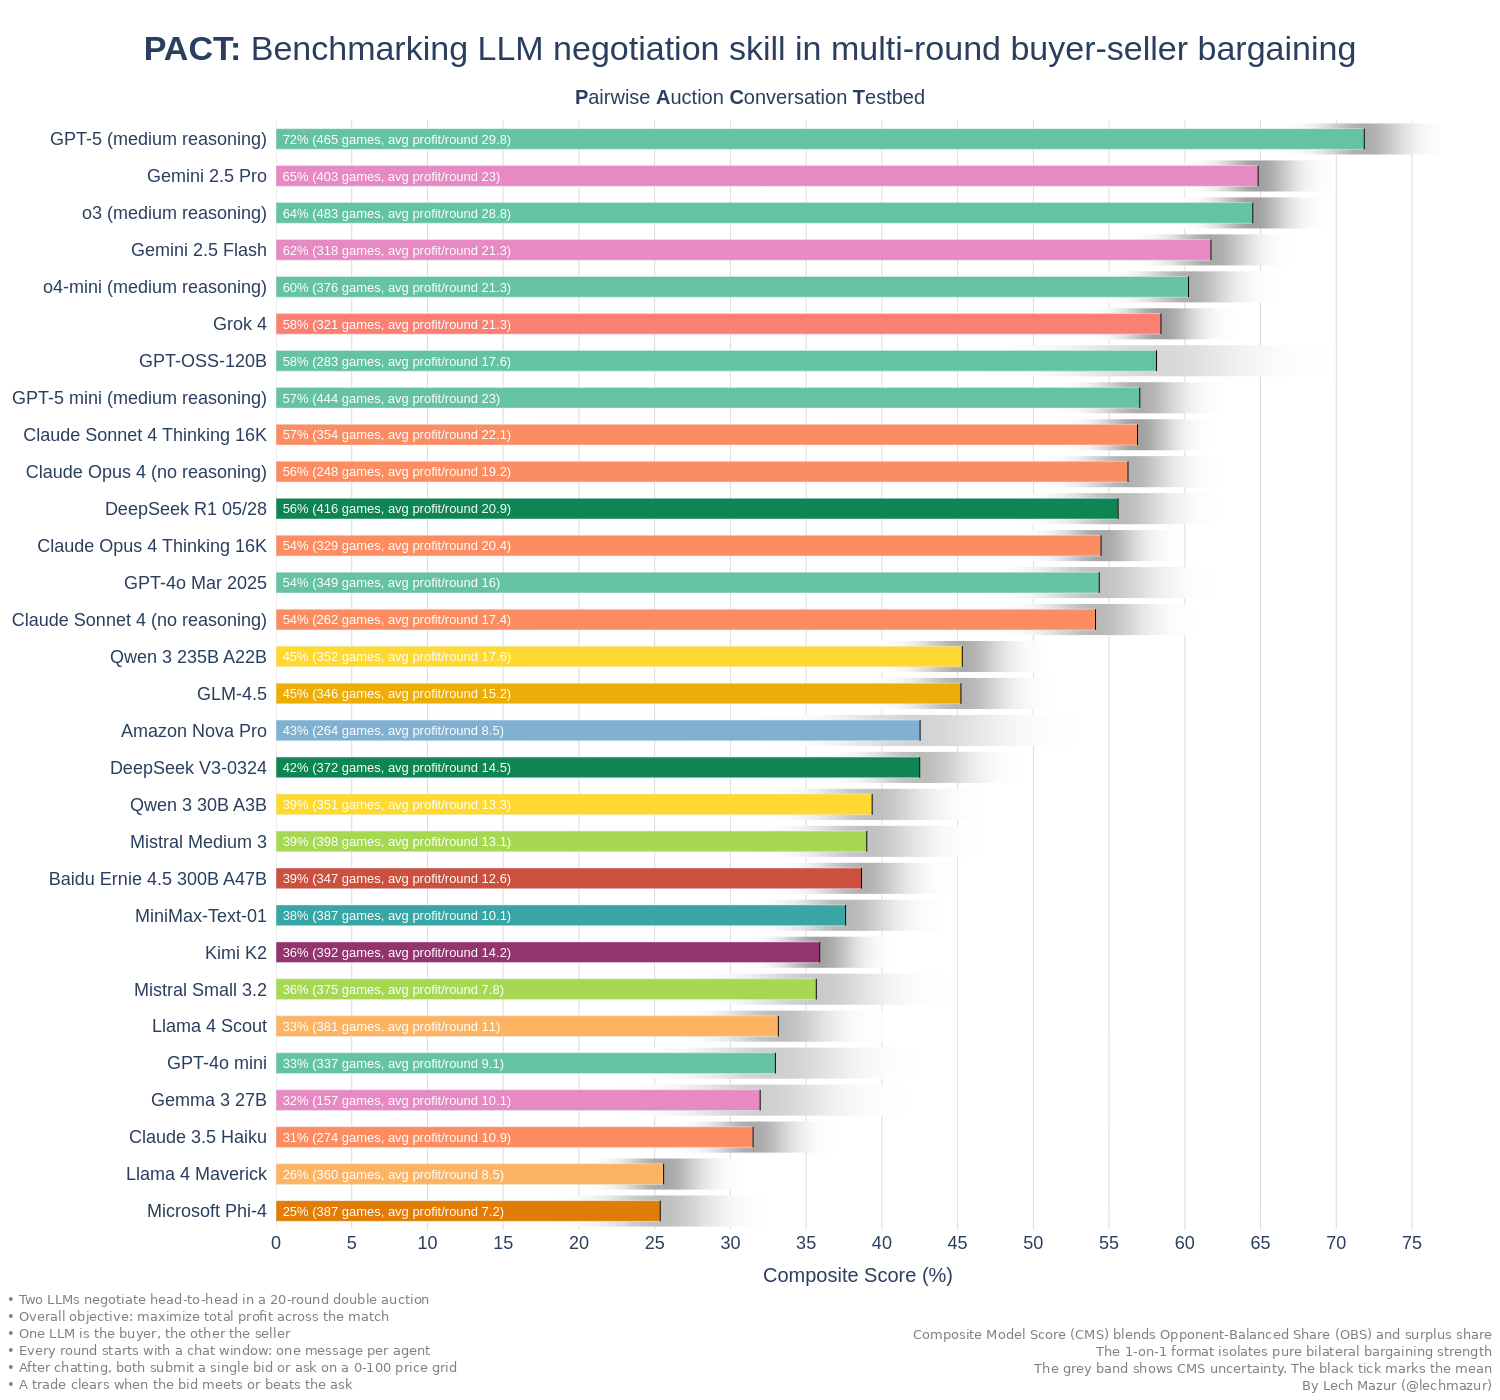 PACT: Benchmarking LLM negotiation skill in multi-round buyer-seller bargaining
Pairwise Auction Conversation Testbed
GPT-5 (medium reasoning) 72% (465 games, avg profit/round 29.8)
Gemini 2.5 Pro 65% (403 games, avg profit/round 23)
o3 (medium reasoning) 64% (483 games, avg profit/round 28.8)
Gemini 2.5 Flash 62% (318 games, avg profit/round 21.3)
o4-mini (medium reasoning) 60% (376 games, avg profit/round 21.3)
Grok 4 58% (321 games, avg profit/round 21.3)
GPT-OSS-120B 58% (283 games, avg profit/round 17.6)
GPT-5 mini (medium reasoning) 57% (444 games, avg profit/round 23)
Claude Sonnet 4 Thinking 16K 57% (354 games, avg profit/round 22.1)
Claude Opus 4 (no reasoning) 56% (248 games, avg profit/round 19.2)
DeepSeek R1 05/28 56% (416 games, avg profit/round 20.9)
Claude Opus 4 Thinking 16K 54% (329 games, avg profit/round 20.4)
GPT-4o Mar 2025 54% (349 games, avg profit/round 16)
Claude Sonnet 4 (no reasoning) 54% (262 games, avg profit/round 17.4)
Qwen 3 235B A22B 45% (352 games, avg profit/round 17.6)
GLM-4.5 45% (346 games, avg profit/round 15.2)
Amazon Nova Pro 43% (264 games, avg profit/round 8.5)
DeepSeek V3-0324 42% (372 games, avg profit/round 14.5)
Qwen 3 30B A3B 39% (351 games, avg profit/round 13.3)
Mistral Medium 3 39% (398 games, avg profit/round 13.1)
Baidu Ernie 4.5 300B A47B 39% (347 games, avg profit/round 12.6)
MiniMax-Text-01 38% (387 games, avg profit/round 10.1)
Kimi K2 36% (392 games, avg profit/round 14.2)
Mistral Small 3.2 36% (375 games, avg profit/round 7.8)
Llama 4 Scout 33% (381 games, avg profit/round 11)
GPT-4o mini 33% (337 games, avg profit/round 9.1)
Gemma 3 27B 32% (157 games, avg profit/round 10.1)
Claude 3.5 Haiku 31% (274 games, avg profit/round 10.9)
Llama 4 Maverick 26% (360 games, avg profit/round 8.5)
Microsoft Phi-4 25% (387 games, avg profit/round 7.2)
0 5 10 15 20 25 30 35 40 45 50 55 60 65 70 75
Composite Score (%)
• Two LLMs negotiate head-to-head in a 20-round double auction
• Overall objective: maximize total profit across the match
• One LLM is the buyer, the other the seller
• Every round starts with a chat window: one message per agent
• After chatting, both submit a single bid or ask on a 0-100 price grid
• A trade clears when the bid meets or beats the ask
Composite Model Score (CMS) blends Opponent-Balanced Share (OBS) and surplus share
The 1-on-1 format isolates pure bilateral bargaining strength
The grey band shows CMS uncertainty. The black tick marks the mean
By Lech Mazur (@lechmazur)